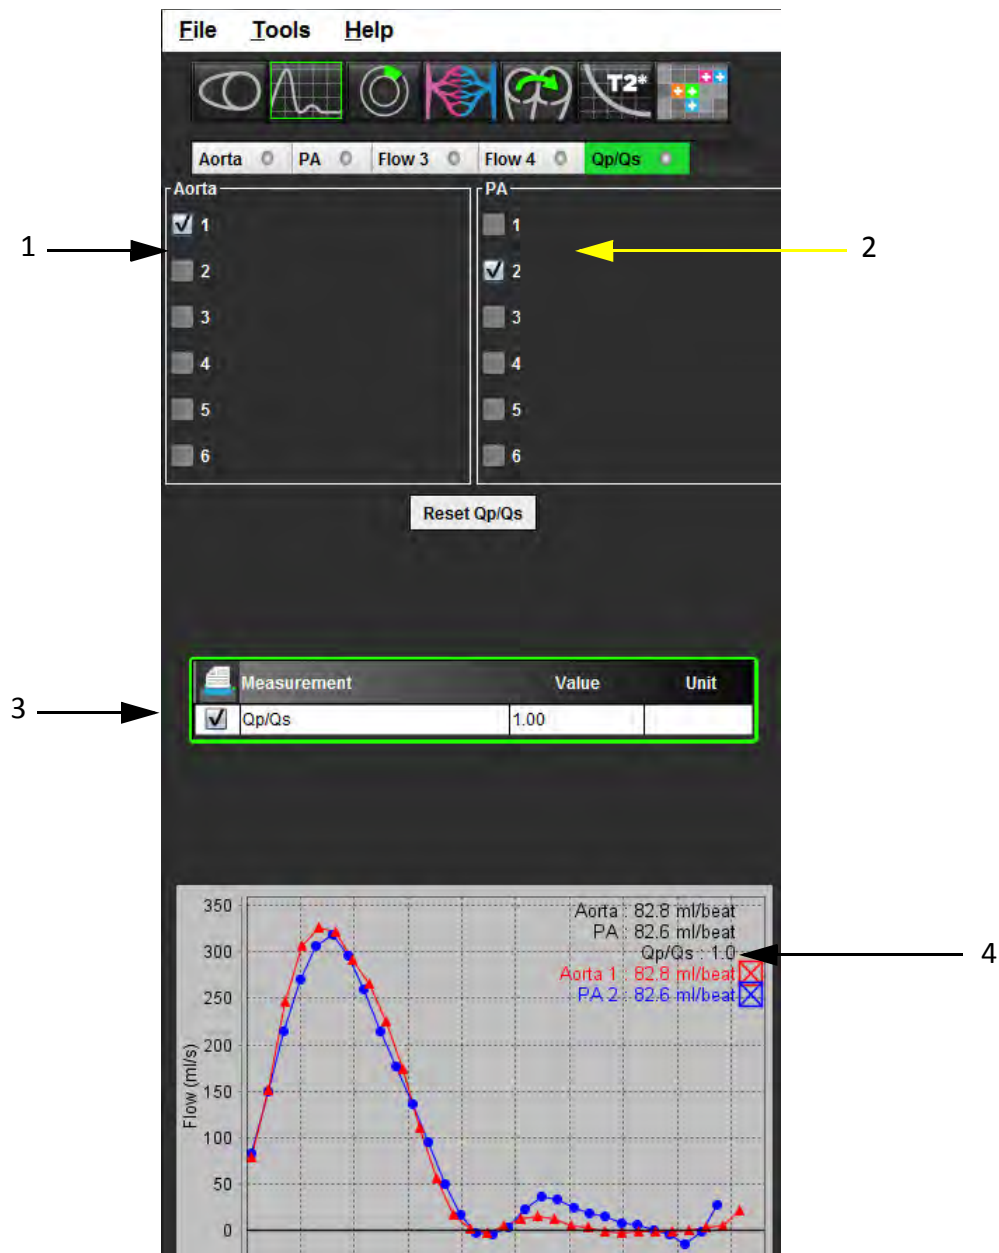 File Tools Help
T2*
Aorta PA Flow 3 Flow 4 Qp/Qs
Aorta PA
1 1
1 2
2 2
3 3
4 4
5 5
6 6
Reset Qp/Qs
Measurement Value Unit
3
Qp/Qs 1.00
350
Aorta : 82.8 ml/beat
PA : 82.6 ml/beat
300
Qp/Qs : 1.0
4
Aorta 1 : 82.8 ml/beat
PA 2 : 82.6 ml/beat
250
200
Flow (ml/s)
150
100
50
0